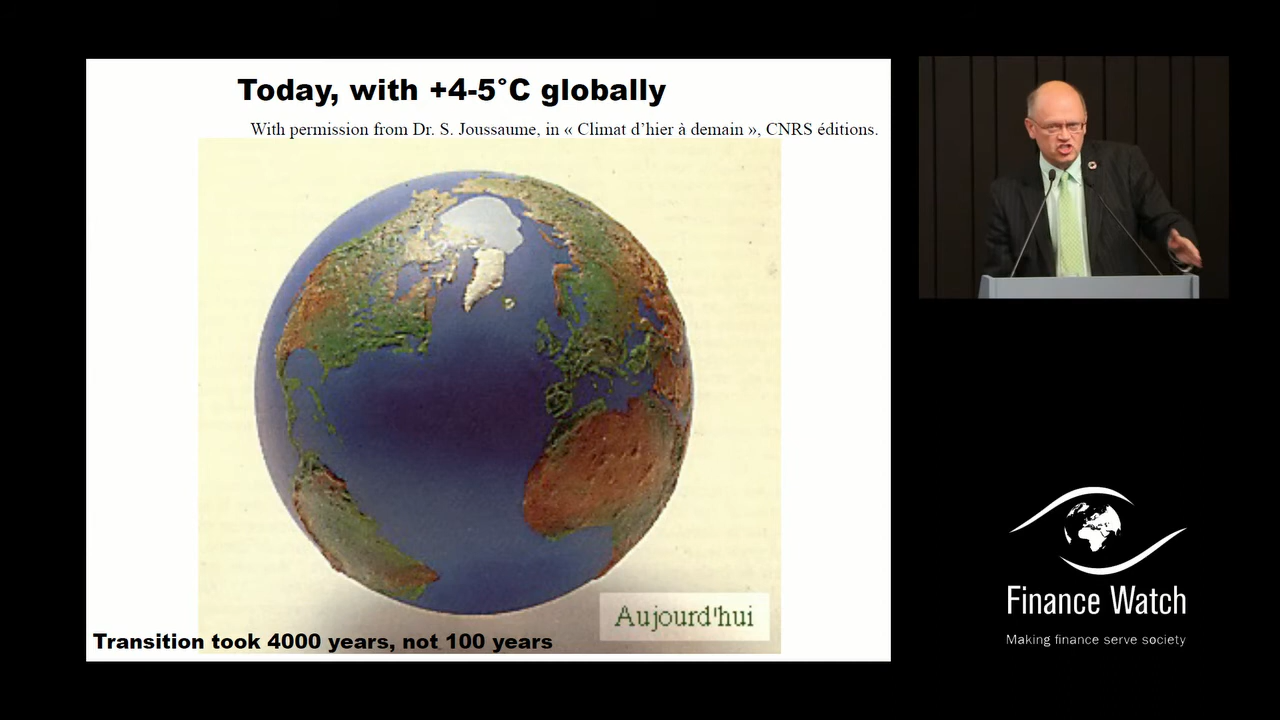 Today, with +4-5°C globally
With permission from Dr. S. Joussaume, in « Climat d’hier à demain », CNRS éditions.
Aujourd'hui
Transition took 4000 years, not 100 years
Finance Watch
Making finance serve society